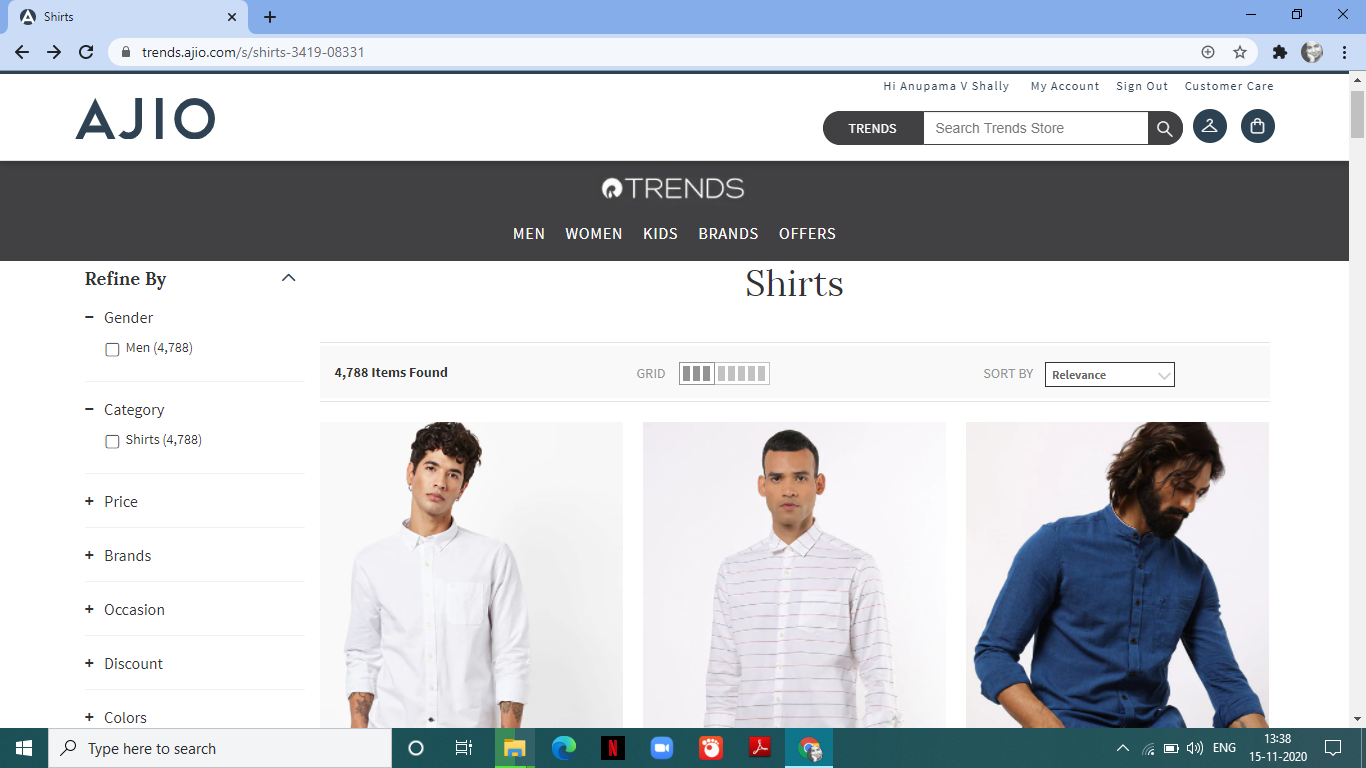 Shirts
trends.ajio.com/s/shirts-3419-08331
Hi Anupama V Shally My Account Sign Out Customer Care
AJIO
TRENDS Search Trends Store
TRENDS
MEN WOMEN KIDS BRANDS OFFERS
Refine By
Shirts
− Gender
Men (4,788)
4,788 Items Found GRID SORT BY Relevance
− Category
Shirts (4,788)
+ Price
+ Brands
+ Occasion
+ Discount
+ Colors
Type here to search
N
ENG
13:38
15-11-2020